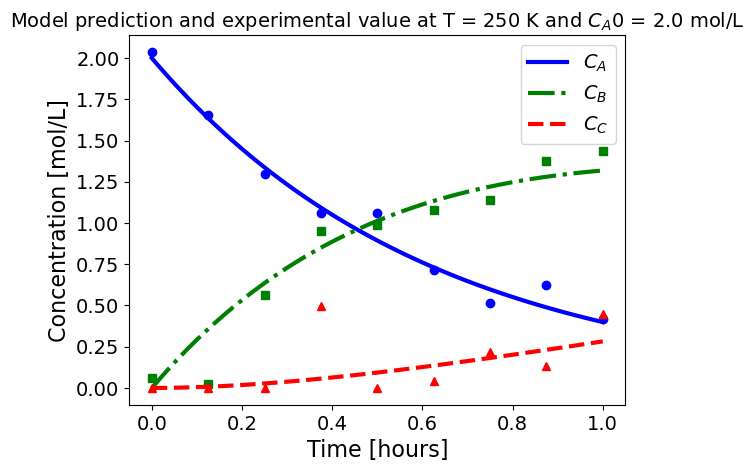 Model prediction and experimental value at T = 250 K and C_A0 = 2.0 mol/L
C_A
C_B
C_C
2.00
1.75
1.50
1.25
1.00
0.75
0.50
0.25
0.00
Concentration [mol/L]
0.0 0.2 0.4 0.6 0.8 1.0
Time [hours]